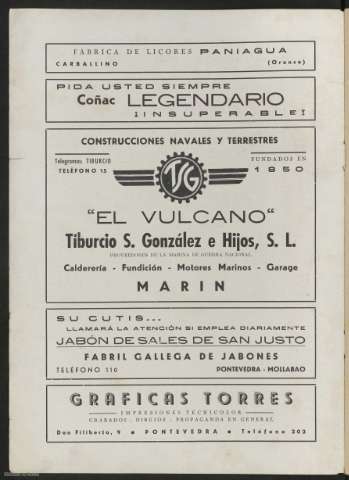 FABRICA DE LICORES PANIAGUA
CARBALLINO (Orense)
PIDA USTED SIEMPRE
Coñac LEGENDARIO
¡¡INSUPERABLE!!
CONSTRUCCIONES NAVALES Y TERRESTRES
Telegramas TIBURCIO
TELÉFONO 15
TSG
FUNDADOS EN
1850
"EL VULCANO"
Tiburcio S. González e Hijos, S. L.
PROVEEDORES DE LA MARINA DE GUERRA NACIONAL
Calderería - Fundición - Motores Marinos - Garage
MARIN
SU CUTIS...
LLAMARÁ LA ATENCIÓN SI EMPLEA DIARIAMENTE
JABÓN DE SALES DE SAN JUSTO
FABRIL GALLEGA DE JABONES
TELÉFONO 110 PONTEVEDRA - MOLLABAO
GRAFICAS TORRES
IMPRESIONES TECNICOLOR
GRABADOS - DIBUJOS - PROPAGANDA EN GENERAL
Don Filiberto, 9 • PONTEVEDRA • Teléfono 202